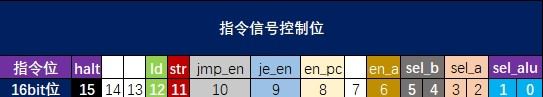 指令信号控制位
指令位 halt ld str jmp_en je_en en_pc en_a sel_b sel_a sel_alu
16bit位 15 14 13 12 11 10 9 8 7 6 5 4 3 2 1 0